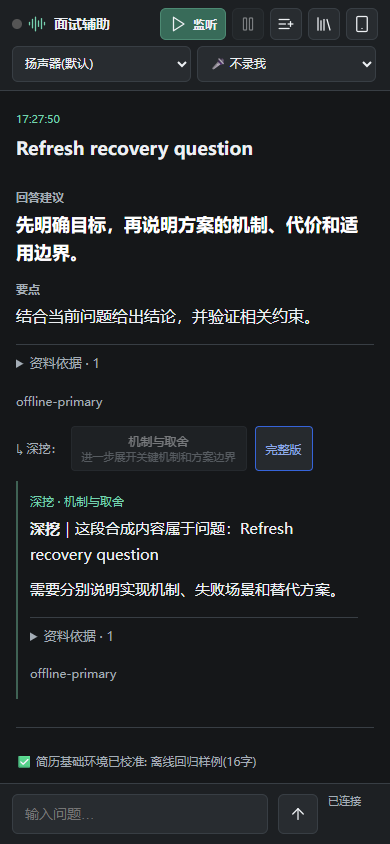 面试辅助
监听
扬声器(默认)
不录我
17:27:50
Refresh recovery question
回答建议
先明确目标，再说明方案的机制、代价和适
用边界。
要点
结合当前问题给出结论，并验证相关约束。
资料依据 · 1
offline-primary
↳ 深挖：
机制与取舍
进一步展开关键机制和方案边界
完整版
深挖 · 机制与取舍
深挖 | 这段合成内容属于问题：Refresh
recovery question
需要分别说明实现机制、失败场景和替代方案。
资料依据 · 1
offline-primary
✅ 简历基础环境已校准: 离线回归样例(16字)
输入问题...
已连接